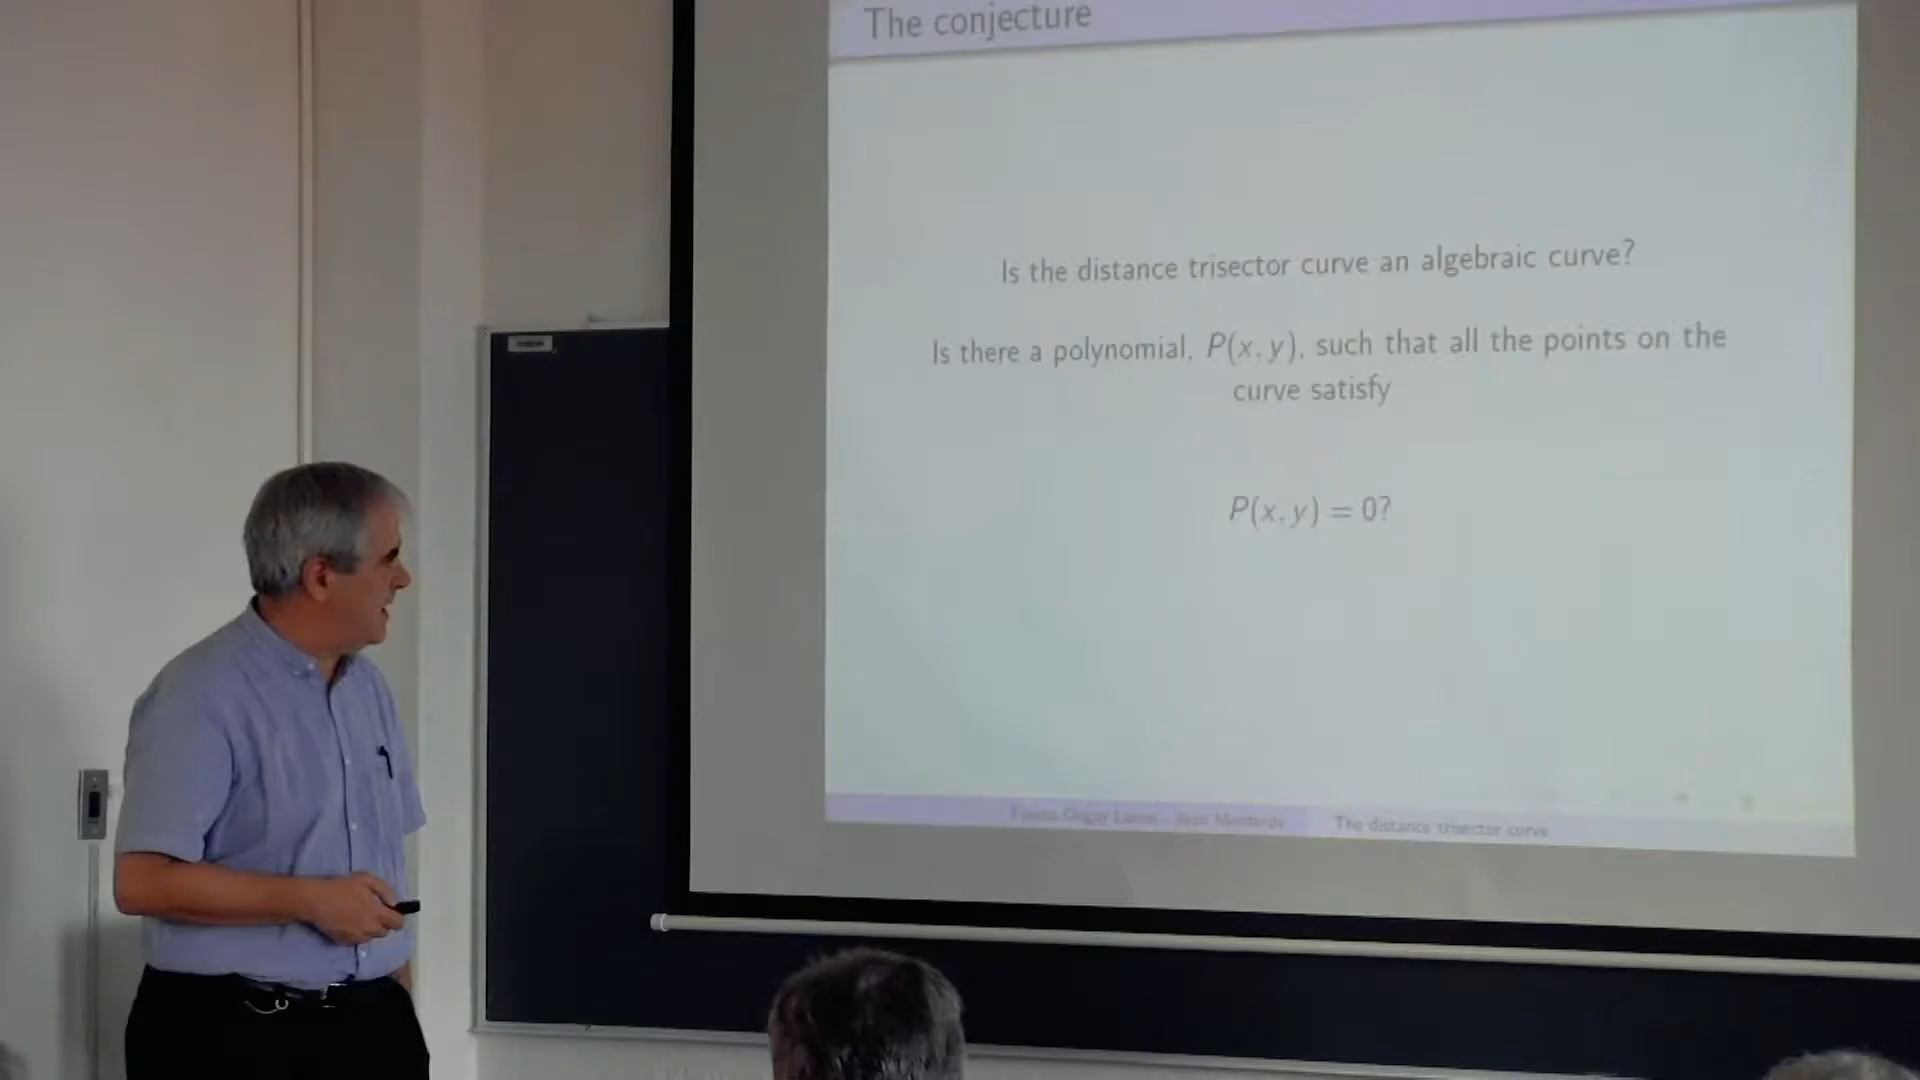 The conjecture
Is the distance trisector curve an algebraic curve?
Is there a polynomial, P(x, y), such that all the points on the
curve satisfy
P(x, y) = 0?
The distance trisector curve